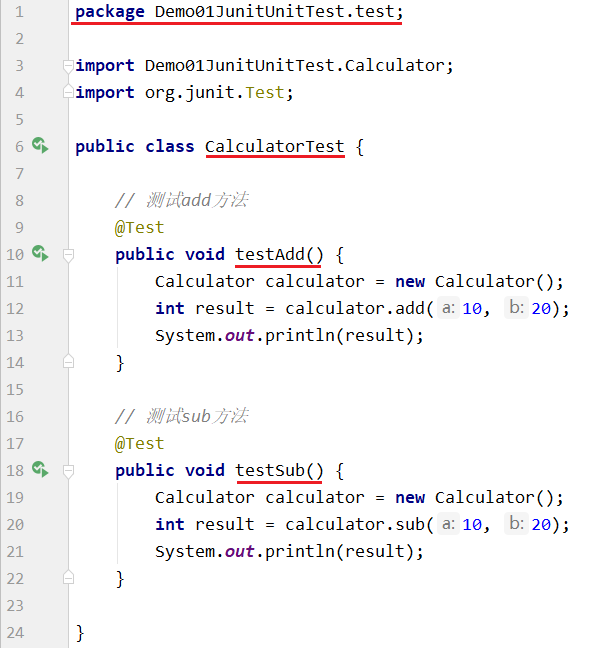 1 package Demo01JunitUnitTest.test;
2
3 import Demo01JunitUnitTest.Calculator;
4 import org.junit.Test;
5
6 public class CalculatorTest {
7
8 // 测试add方法
9 @Test
10 public void testAdd() {
11 Calculator calculator = new Calculator();
12 int result = calculator.add( a: 10, b: 20);
13 System.out.println(result);
14 }
15
16 // 测试sub方法
17 @Test
18 public void testSub() {
19 Calculator calculator = new Calculator();
20 int result = calculator.sub( a: 10, b: 20);
21 System.out.println(result);
22 }
23
24 }